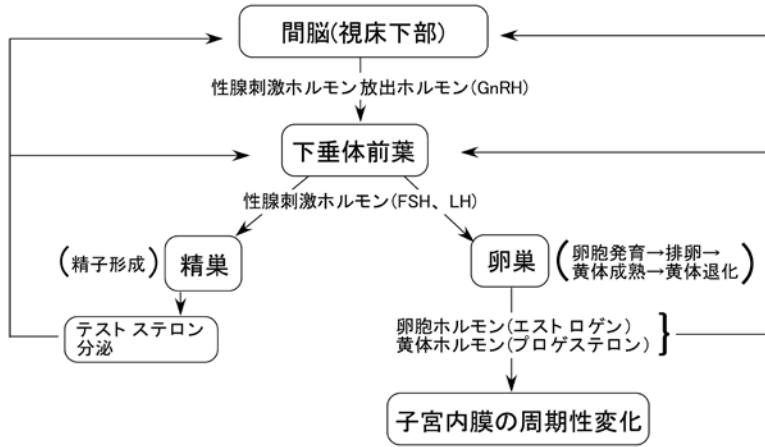 間脳(視床下部)
性腺刺激ホルモン放出ホルモン(GnRH)
下垂体前葉
性腺刺激ホルモン(FSH、LH)
(精子形成)
精巣
卵巣
(卵胞発育→排卵→
黄体成熟→黄体退化)
テストステロン
分泌
卵胞ホルモン(エストロゲン)
黄体ホルモン(プロゲステロン)
子宮内膜の周期性変化